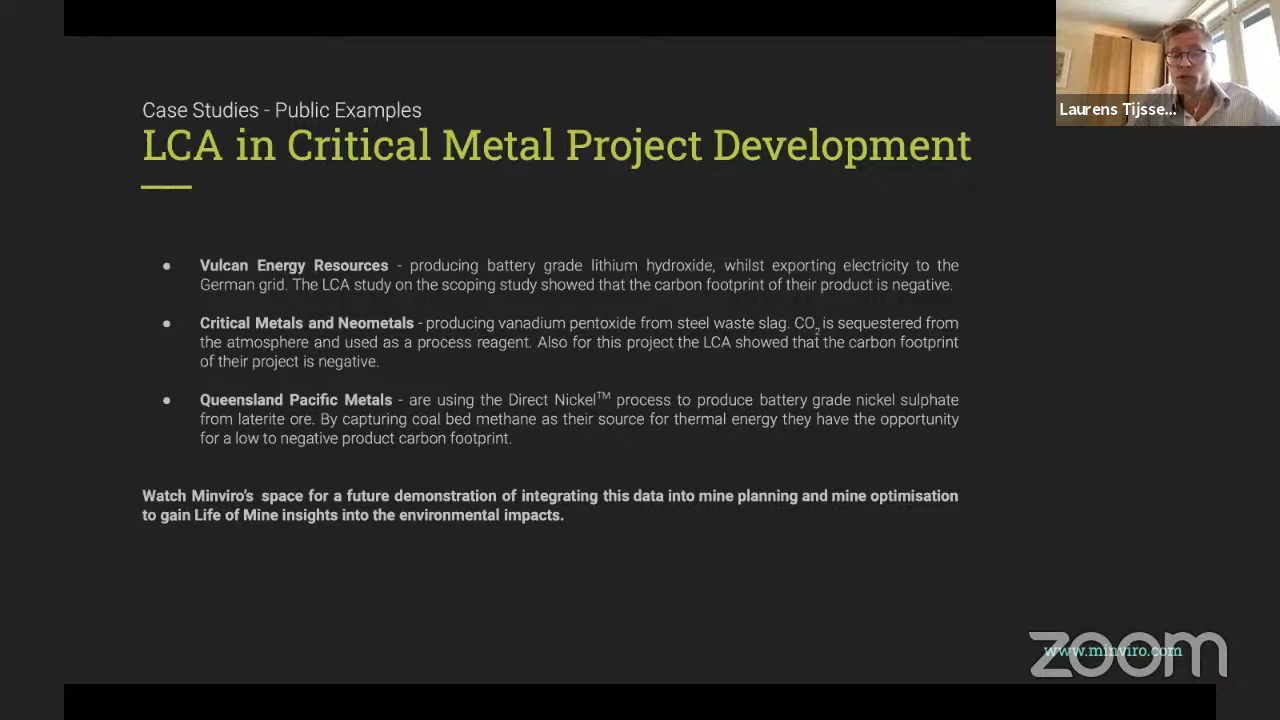 Case Studies - Public Examples
LCA in Critical Metal Project Development
Laurens Tijsse...
● Vulcan Energy Resources - producing battery grade lithium hydroxide, whilst exporting electricity to the
German grid. The LCA study on the scoping study showed that the carbon footprint of their product is negative.
● Critical Metals and Neometals - producing vanadium pentoxide from steel waste slag. CO2 is sequestered from
the atmosphere and used as a process reagent. Also for this project the LCA showed that the carbon footprint
of their project is negative.
● Queensland Pacific Metals - are using the Direct Nickel™ process to produce battery grade nickel sulphate
from laterite ore. By capturing coal bed methane as their source for thermal energy they have the opportunity
for a low to negative product carbon footprint.
Watch Minviro's space for a future demonstration of integrating this data into mine planning and mine optimisation
to gain Life of Mine insights into the environmental impacts.
www.minviro.com
zoom